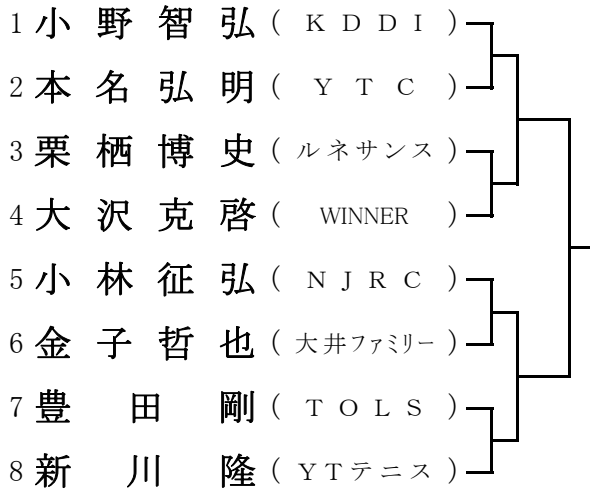 1 小野智弘 ( KDDI )
2 本名弘明 ( YTC )
3 栗栖博史 ( ルネサンス )
4 大沢克啓 ( WINNER )
5 小林征弘 ( NJRC )
6 金子哲也 ( 大井ファミリー )
7 豊田剛 ( TOLS )
8 新川隆 ( YTテニス )